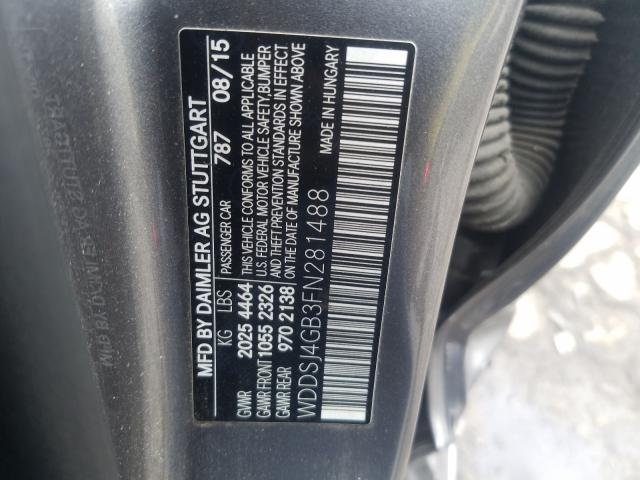 MFD BY DAIMLER AG STUTTGART
KG LBS PASSENGER CAR 787 08/15
GVWR 2025 4464 THIS VEHICLE CONFORMS TO ALL APPLICABLE
GAWR FRONT 1055 2326 U.S. FEDERAL MOTOR VEHICLE SAFETY, BUMPER
GAWR REAR 970 2138 AND THEFT PREVENTION STANDARDS IN EFFECT
ON THE DATE OF MANUFACTURE SHOWN ABOVE
WDDSJ4GB3FN281488 MADE IN HUNGARY